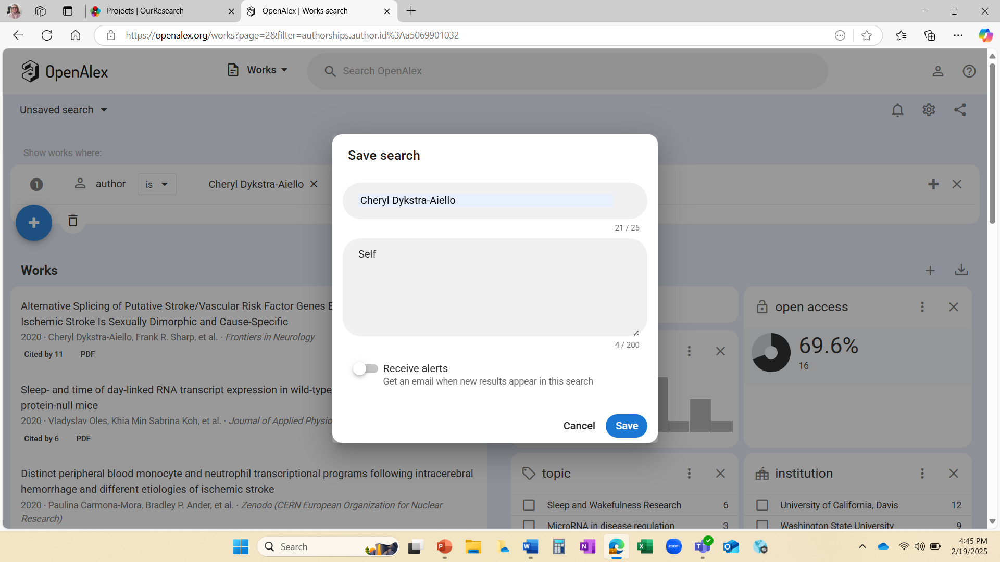 Projects | OurResearch
OpenAlex | Works search
https://openalex.org/works?page=2&filter=authorships.author.id%3Aa5069901032
OpenAlex
Works
Search OpenAlex
Unsaved search
Show works where:
1
author
is
Cheryl Dykstra-Aiello
Save search
Cheryl Dykstra-Aiello
21 / 25
Self
4 / 200
Receive alerts
Get an email when new results appear in this search
Cancel
Save
Works
Alternative Splicing of Putative Stroke/Vascular Risk Factor Genes E
Ischemic Stroke Is Sexually Dimorphic and Cause-Specific
2020 · Cheryl Dykstra-Aiello, Frank R. Sharp, et al. · Frontiers in Neurology
Cited by 11 PDF
Sleep- and time of day-linked RNA transcript expression in wild-type
protein-null mice
2020 · Vladyslav Oles, Khia Min Sabrina Koh, et al. · Journal of Applied Physio
Cited by 6 PDF
Distinct peripheral blood monocyte and neutrophil transcriptional programs following intracerebral
hemorrhage and different etiologies of ischemic stroke
2020 · Paulina Carmona-Mora, Bradley P. Ander, et al. · Zenodo (CERN European Organization for Nuclear
Research)
open access
69.6%
16
topic
Sleep and Wakefulness Research 6
MicroRNA in disease regulation 3
institution
University of California, Davis 12
Washington State University 9
Search
zoom
4:45 PM
2/19/2025